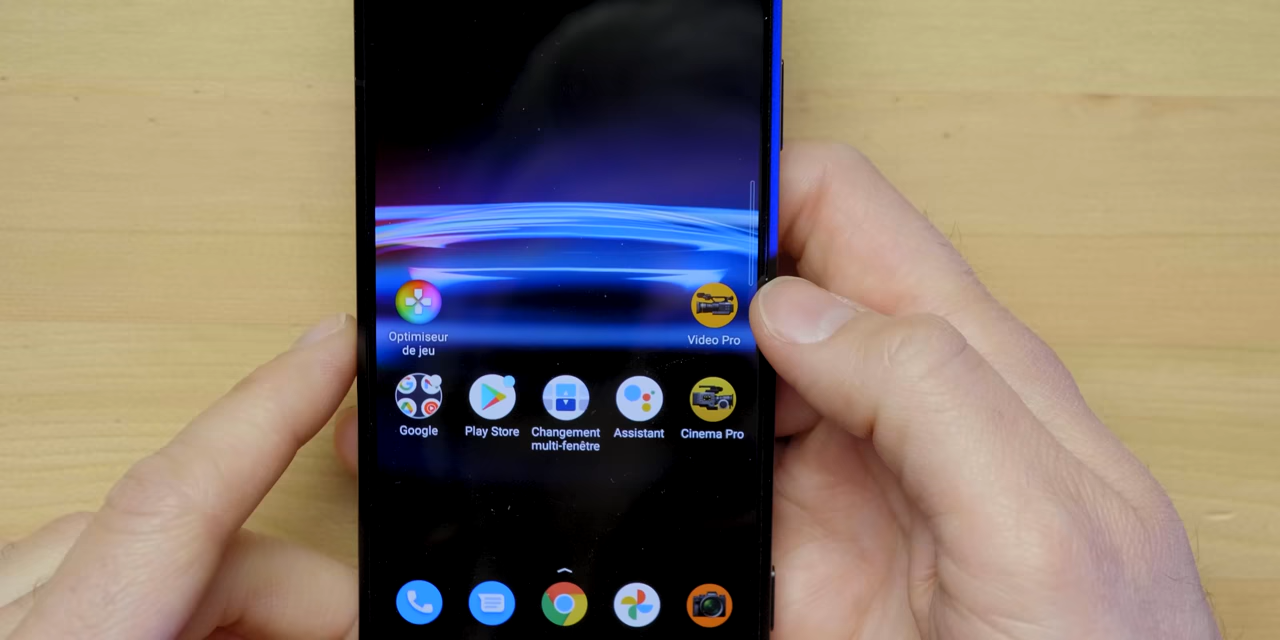 Optimiseur
de jeu
Video Pro
Google
Play Store
Changement
multi-fenêtre
Assistant
Cinema Pro